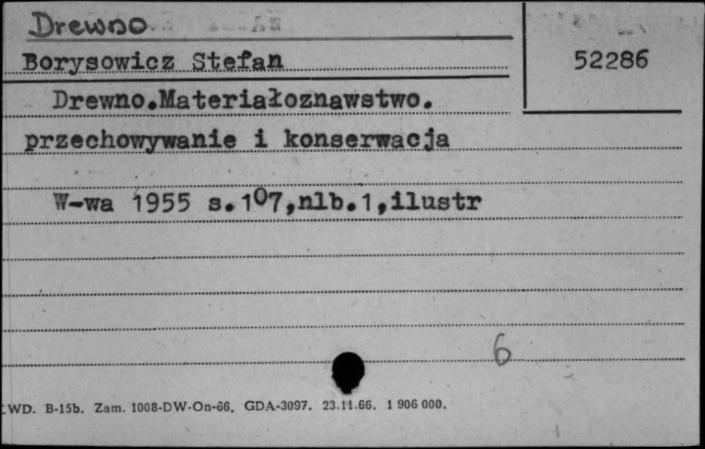 Drewno
Borysowicz Stefan
52286
Drewno.Materiałoznawstwo.
przechowywanie i konserwacja
W-wa 1955 s.107,nlb.1,ilustr
6
WD. B-15b. Zam. 1008-DW-On-66. GDA-3097. 23.11.66. 1 906 000.